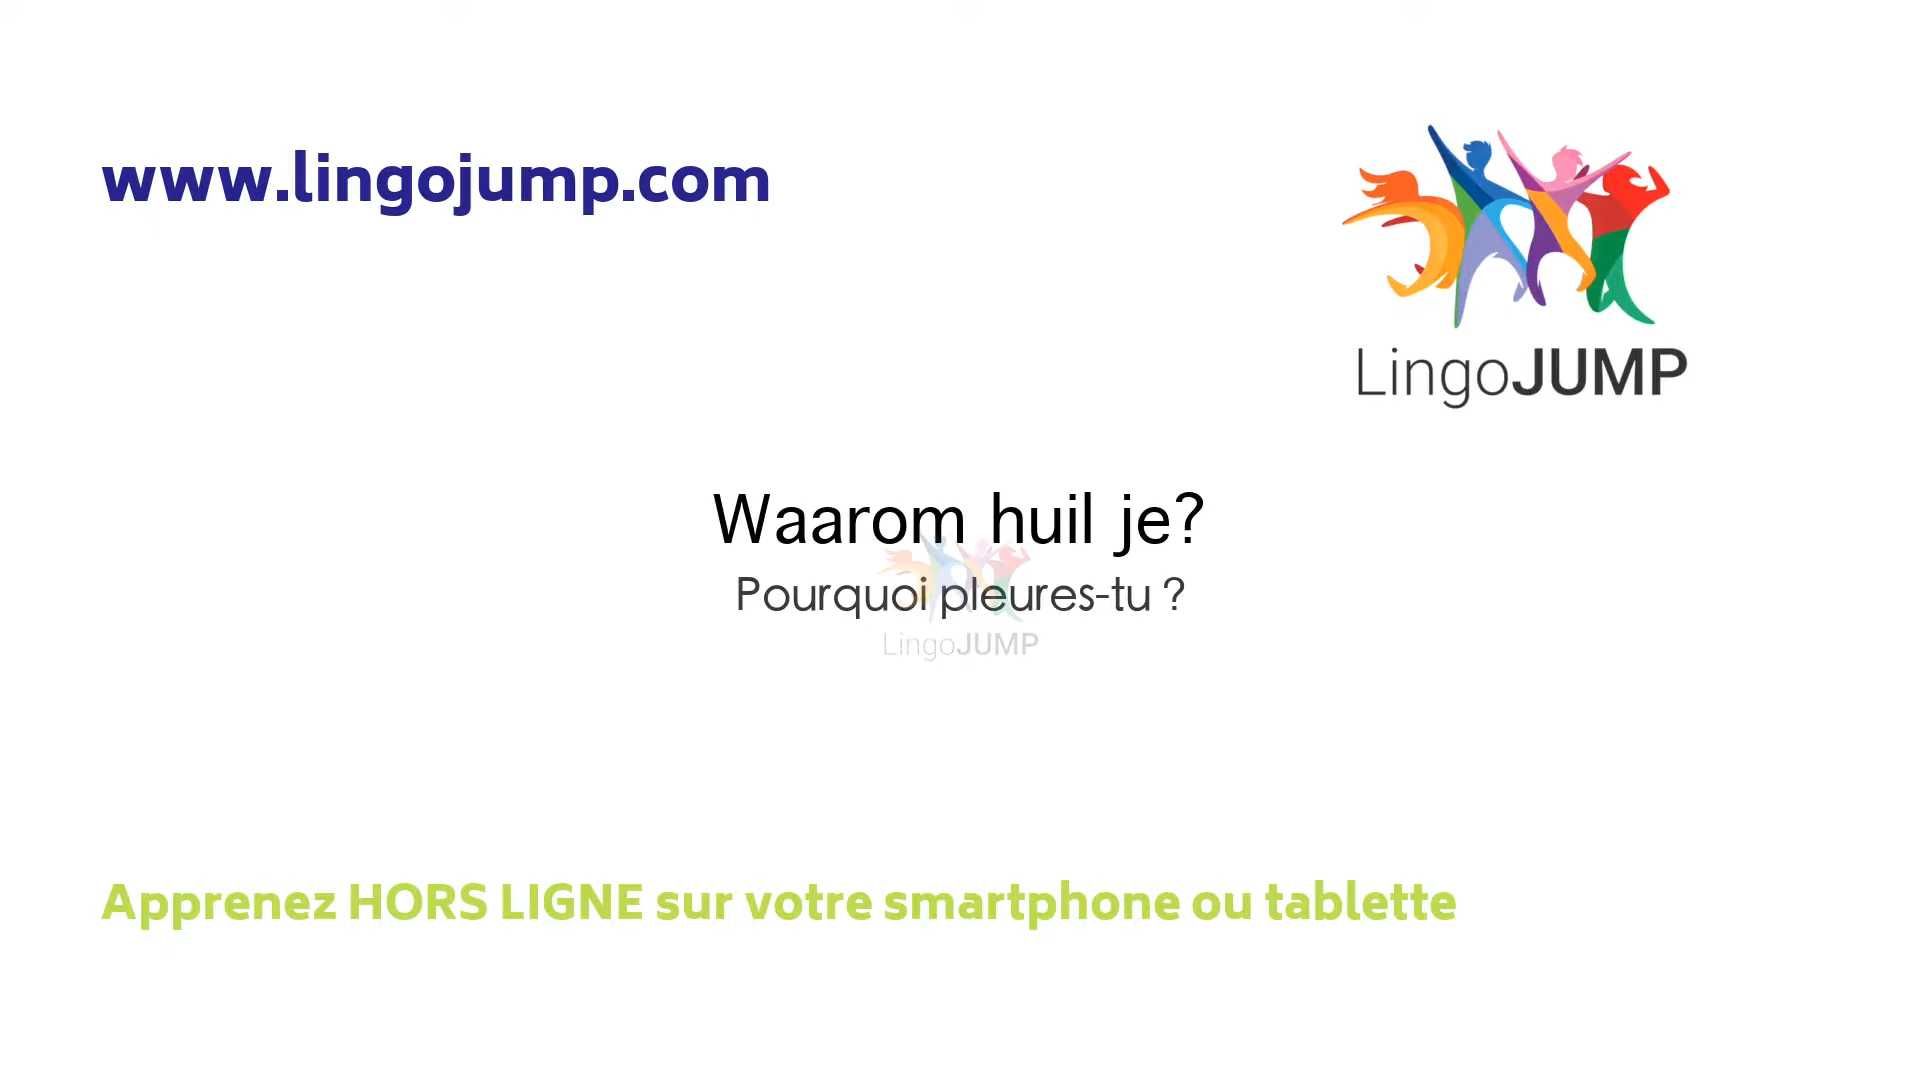 www.lingojump.com
LingoJUMP
Waarom huil je?
Pourquoi pleures-tu ?
LingoJUMP
Apprenez HORS LIGNE sur votre smartphone ou tablette